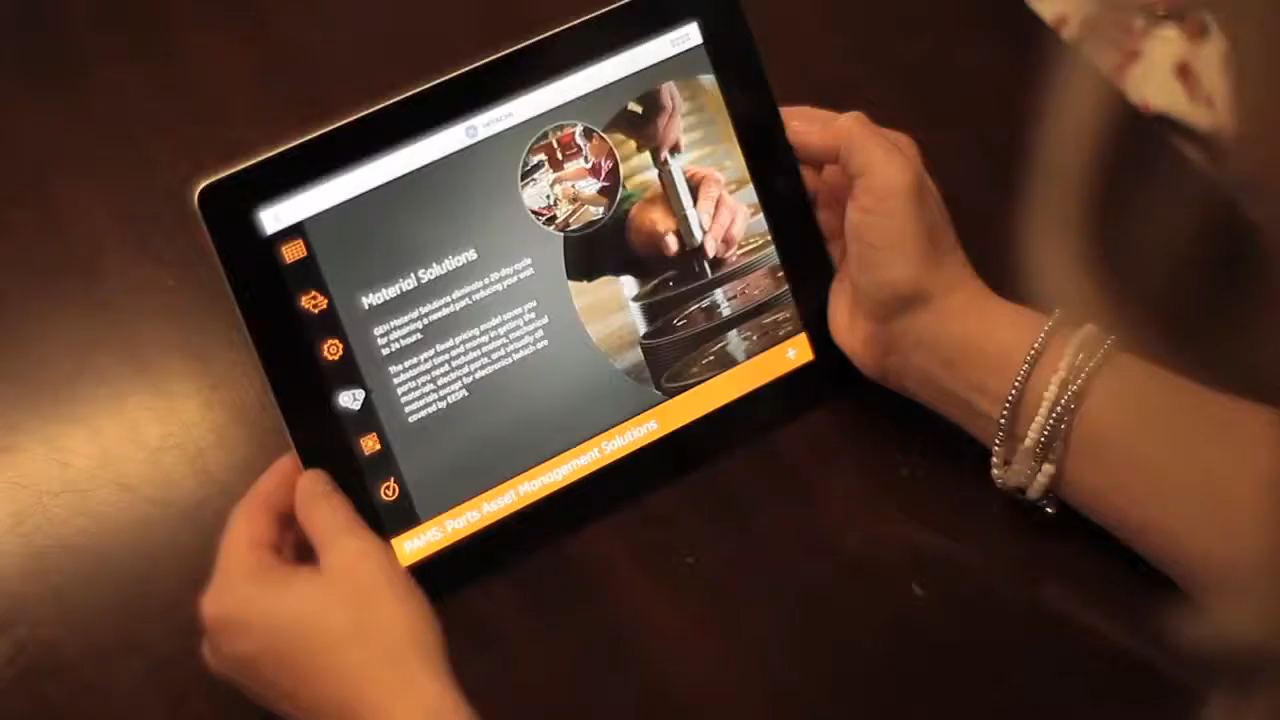 HITACHI
Material Solutions
GEH Material Solutions eliminate a 20-day cycle
for obtaining a needed part, reducing your wait
to 24 hours.
The one-year fixed pricing model saves you
substantial time and money in getting the
parts you need. Includes motors, mechanical
materials, electrical parts, and virtually all
materials except for electronics (which are
covered by EESP).
PAMS: Parts Asset Management Solutions